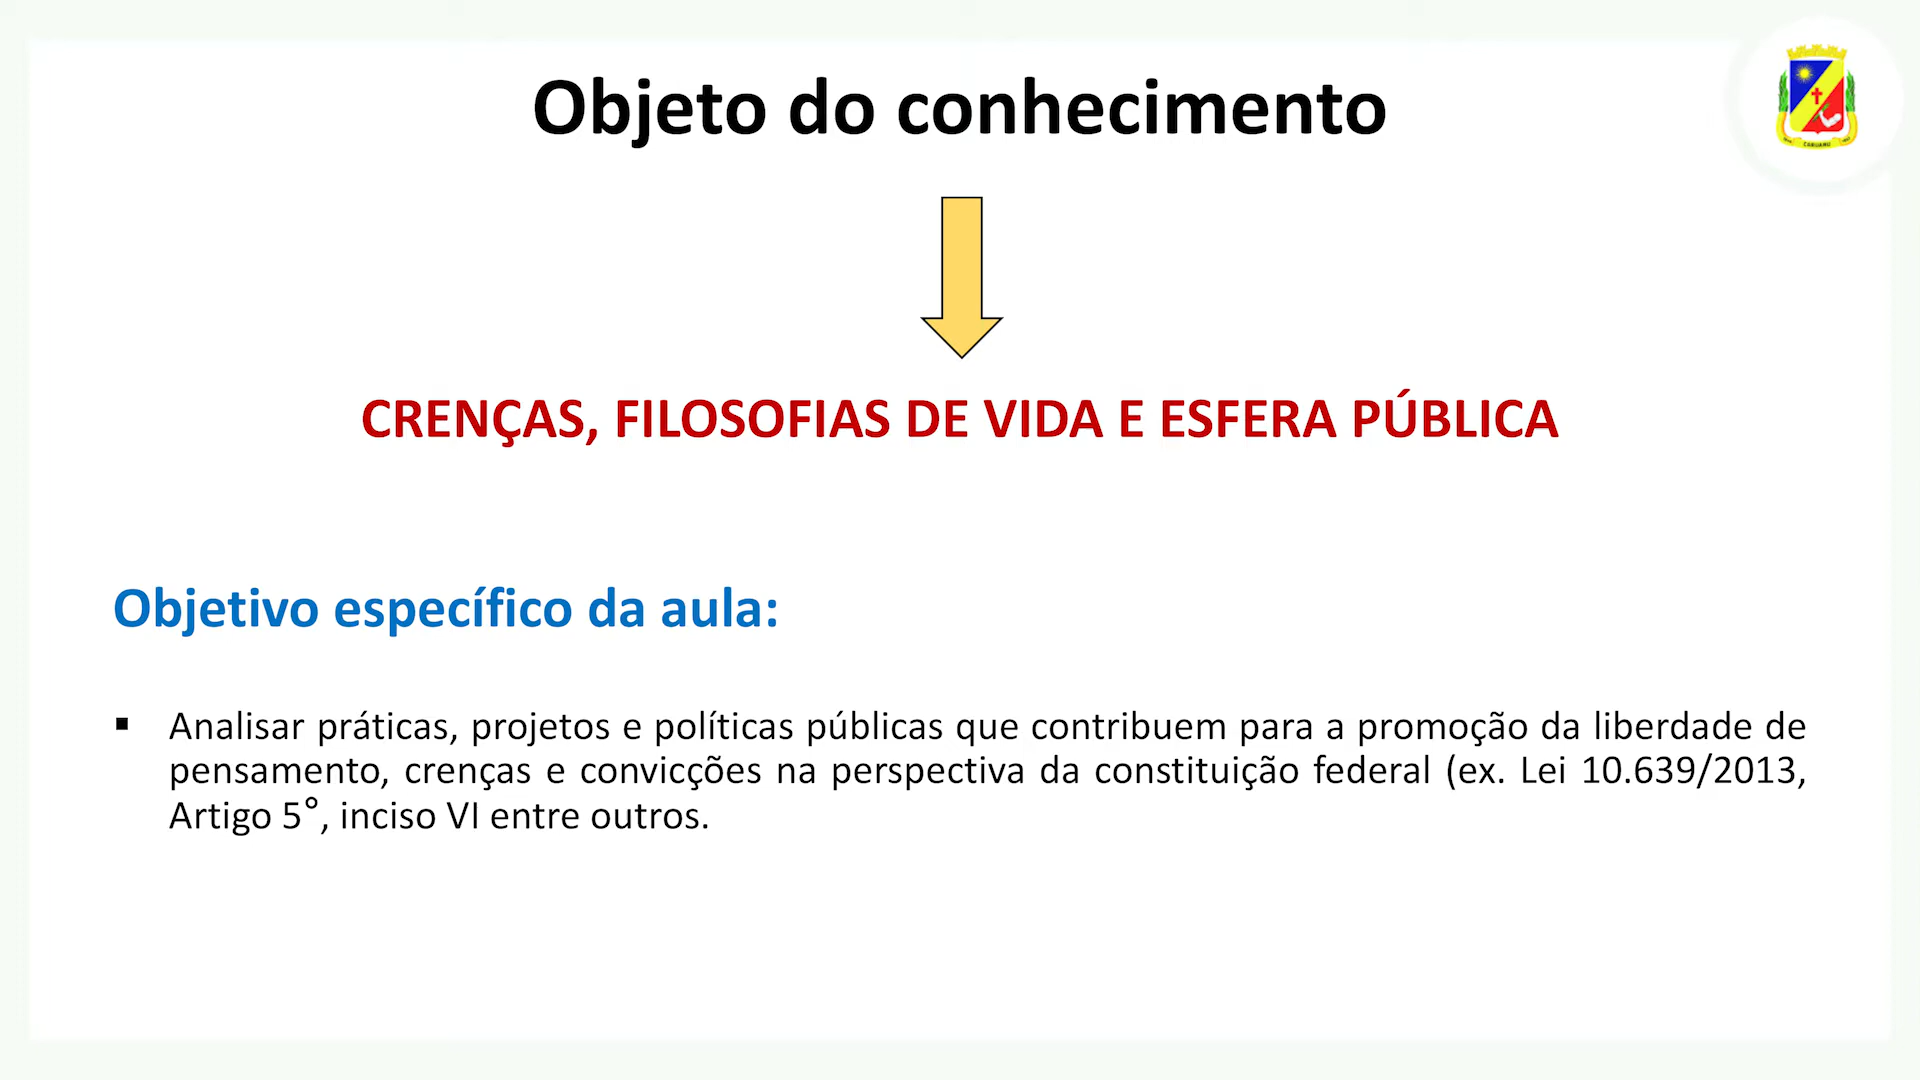 Objeto do conhecimento
CARUARU
CRENÇAS, FILOSOFIAS DE VIDA E ESFERA PÚBLICA
Objetivo específico da aula:
▪ Analisar práticas, projetos e políticas públicas que contribuem para a promoção da liberdade de
pensamento, crenças e convicções na perspectiva da constituição federal (ex. Lei 10.639/2013,
Artigo 5°, inciso VI entre outros.